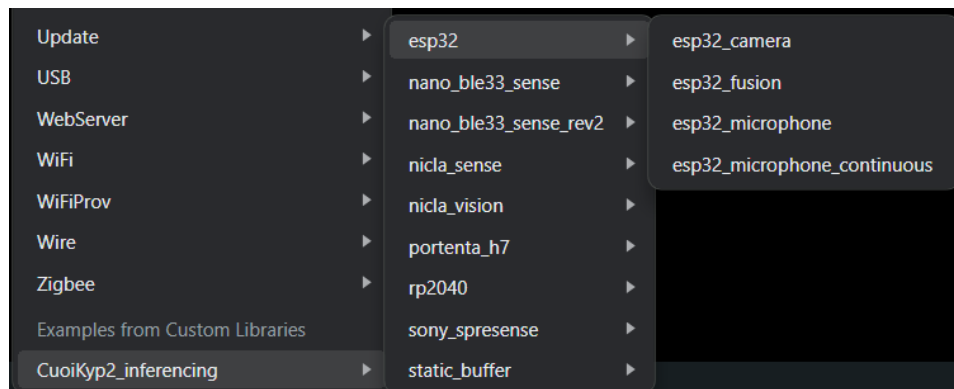 Update
USB
WebServer
WiFi
WiFiProv
Wire
Zigbee
Examples from Custom Libraries
CuoiKyp2_inferencing
esp32
nano_ble33_sense
nano_ble33_sense_rev2
nicla_sense
nicla_vision
portenta_h7
rp2040
sony_spresense
static_buffer
esp32_camera
esp32_fusion
esp32_microphone
esp32_microphone_continuous